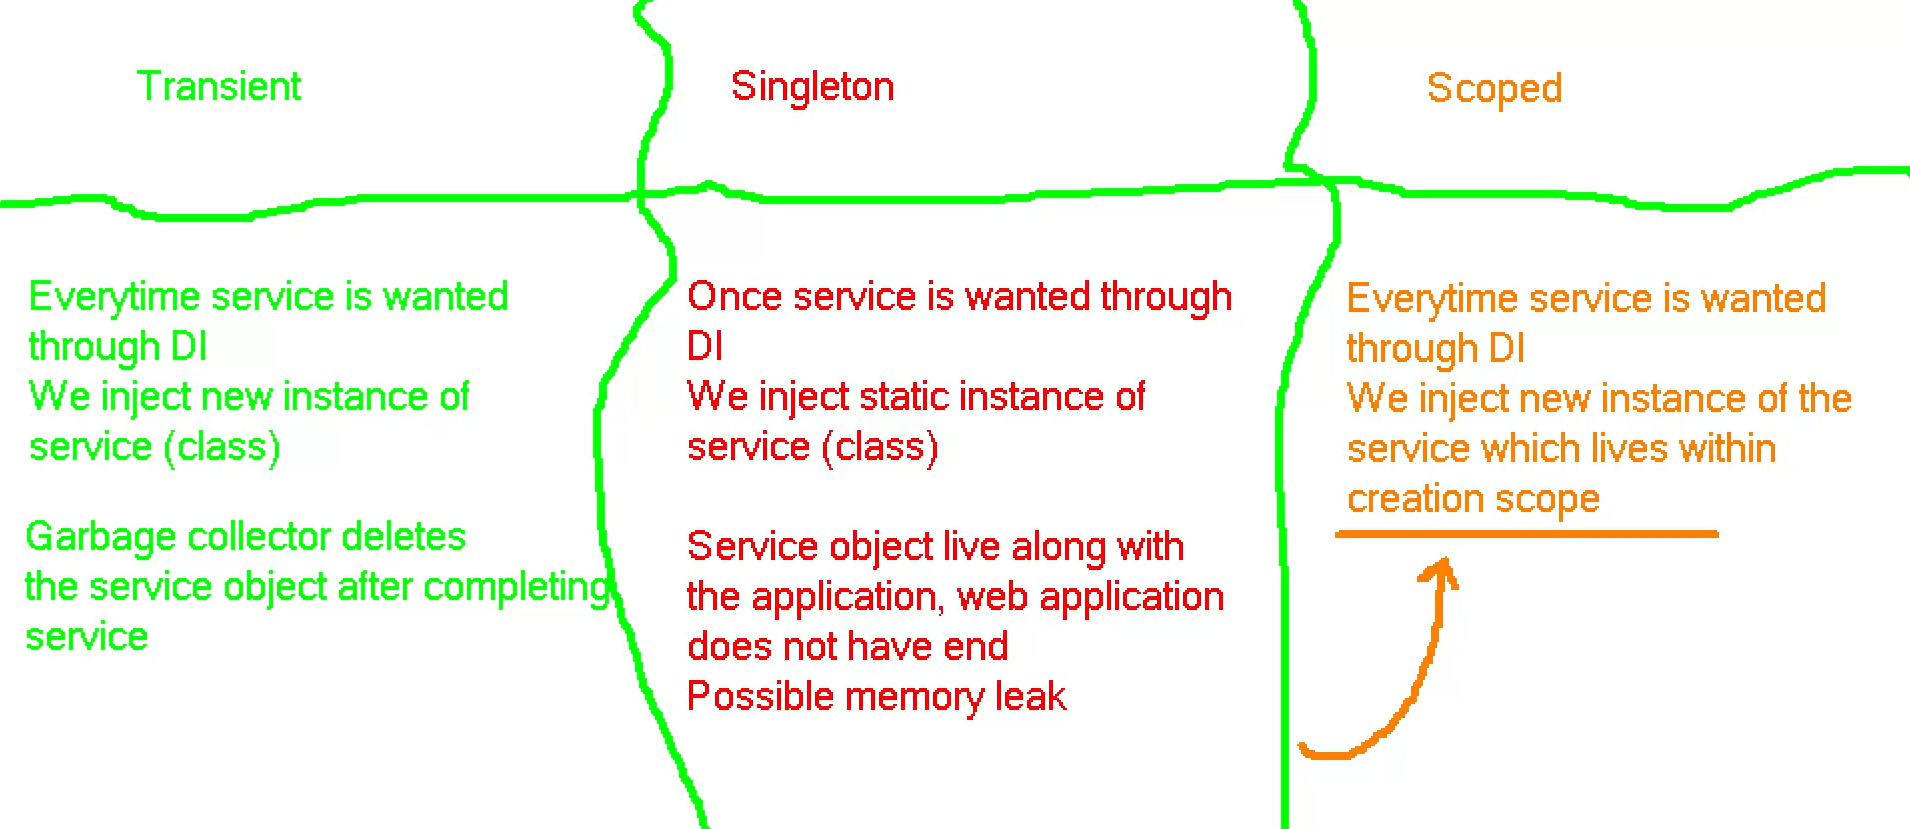 Transient
Singleton
Scoped
Everytime service is wanted
through DI
We inject new instance of
service (class)
Garbage collector deletes
the service object after completing
service
Once service is wanted through
DI
We inject static instance of
service (class)
Service object live along with
the application, web application
does not have end
Possible memory leak
Everytime service is wanted
through DI
We inject new instance of the
service which lives within
creation scope